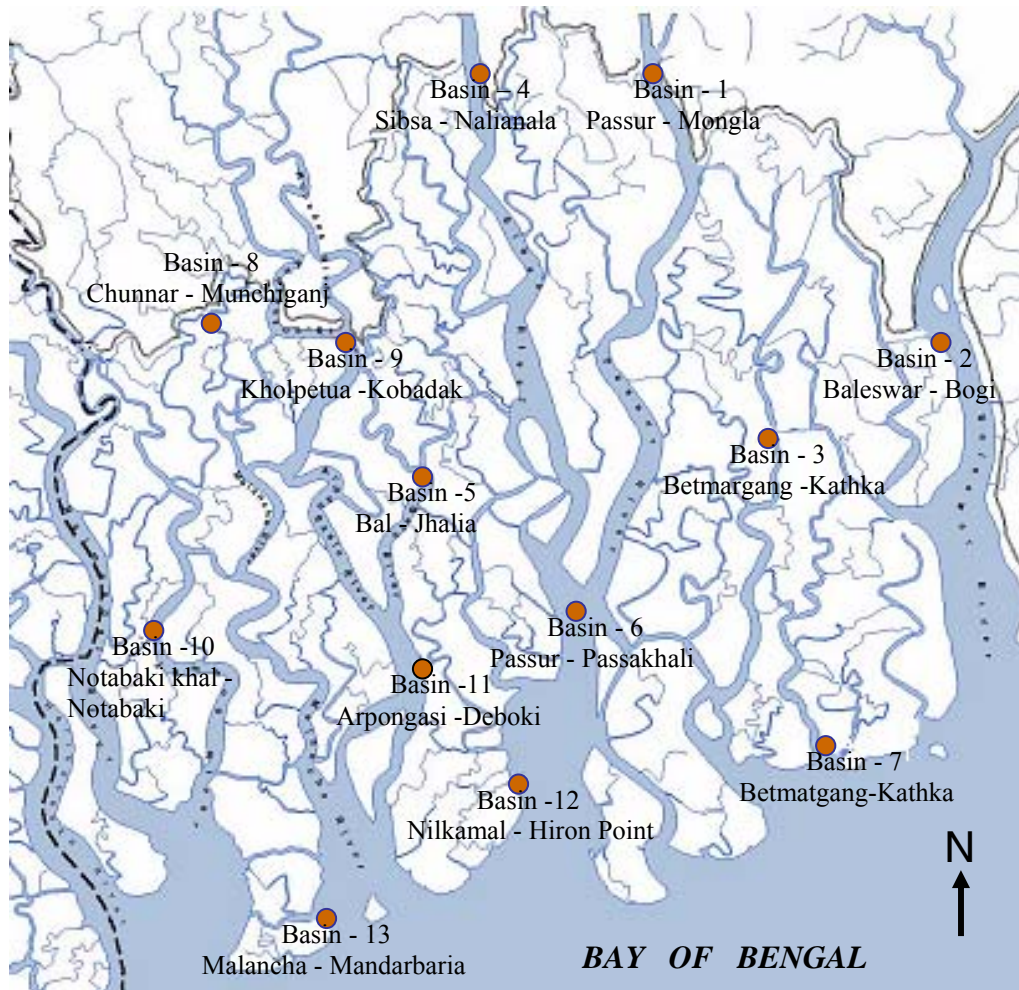 Basin – 4
Sibsa - Nalianala
Basin - 1
Passur - Mongla
Basin - 8
Chunnar - Munchiganj
Basin - 9
Kholpetua -Kobadak
Basin - 2
Baleswar - Bogi
Basin - 3
Betmargang -Kathka
Basin -5
Bal - Jhalia
Basin - 6
Passur - Passakhali
Basin -10
Notabaki khal -
Notabaki
Basin -11
Arpongasi -Deboki
Basin - 7
Betmatgang-Kathka
Basin -12
Nilkamal - Hiron Point
N
Basin - 13
Malancha - Mandarbaria
BAY OF BENGAL